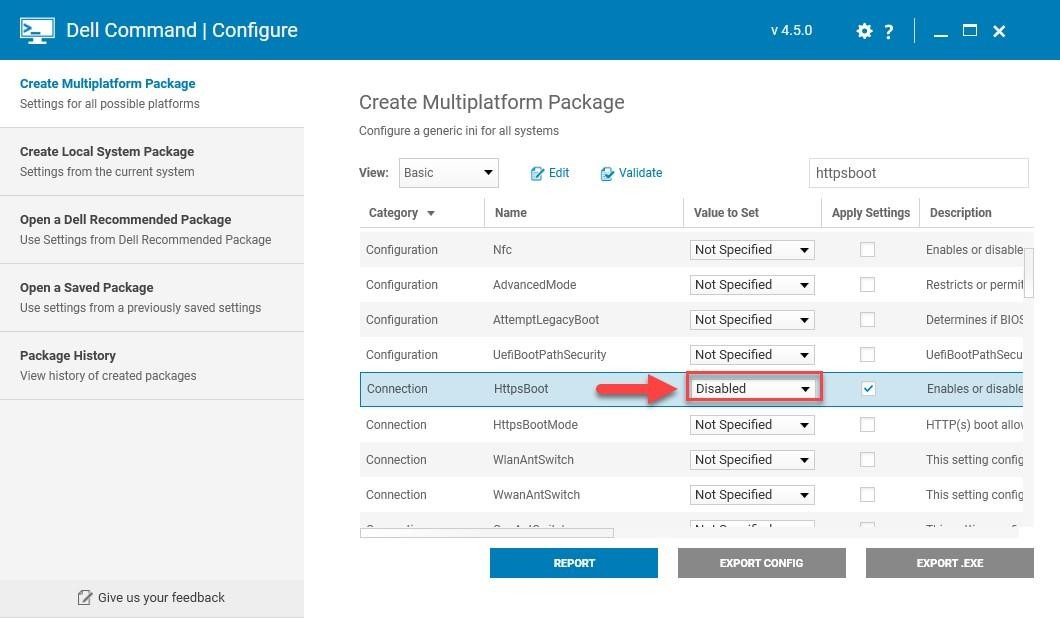 Dell Command | Configure
v 4.5.0
?
Create Multiplatform Package
Settings for all possible platforms
Create Local System Package
Settings from the current system
Open a Dell Recommended Package
Use Settings from Dell Recommended Package
Open a Saved Package
Use settings from a previously saved settings
Package History
View history of created packages
Give us your feedback
Create Multiplatform Package
Configure a generic ini for all systems
View: Basic Edit Validate httpsboot
Category Name Value to Set Apply Settings Description
Configuration Nfc Not Specified Enables or disable
Configuration AdvancedMode Not Specified Restricts or permit
Configuration AttemptLegacyBoot Not Specified Determines if BIOS
Configuration UefiBootPathSecurity Not Specified UefiBootPathSecu
Connection HttpsBoot Disabled Enables or disable
Connection HttpsBootMode Not Specified HTTP(s) boot allow
Connection WlanAntSwitch Not Specified This setting config
Connection WwanAntSwitch Not Specified This setting config
REPORT EXPORT CONFIG EXPORT .EXE